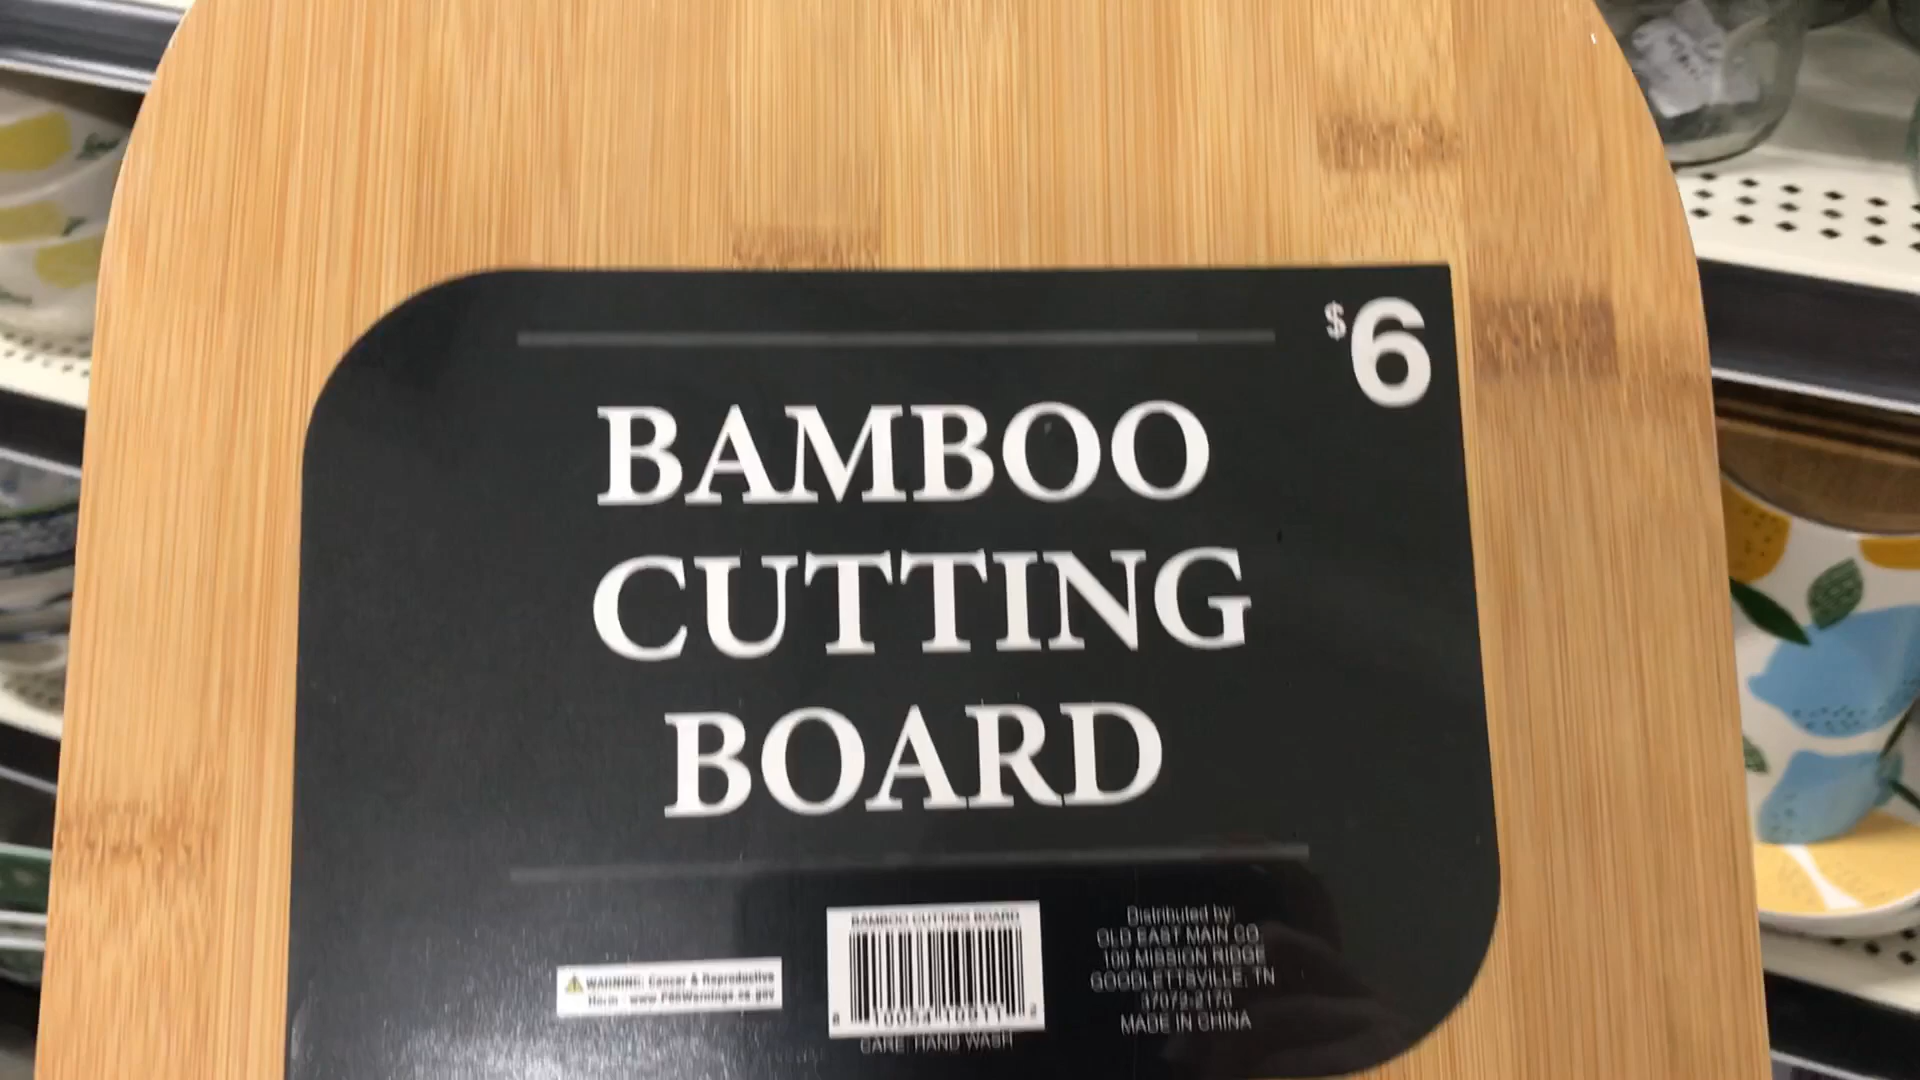 $6
BAMBOO
CUTTING
BOARD
BAMBOO CUTTING BOARD
WARNING: Cancer & Reproductive
Harm - www.P65Warnings.ca.gov
CARE: HAND WASH
Distributed by:
OLD EAST MAIN CO.
100 MISSION RIDGE
GOODLETTSVILLE, TN
37072-2170
MADE IN CHINA